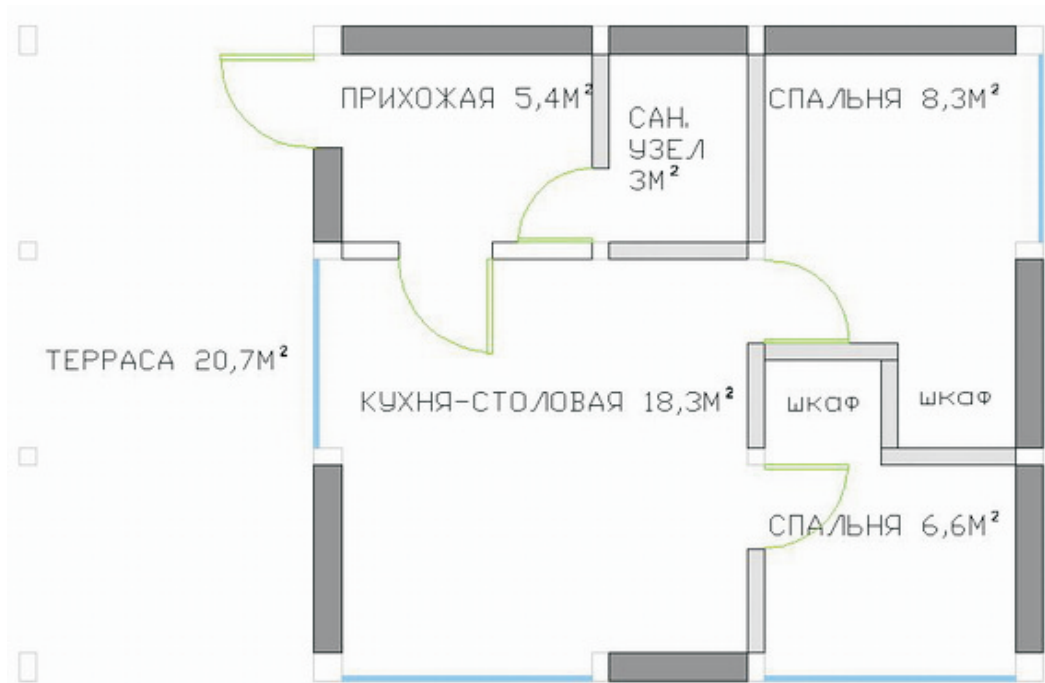 ПРИХОЖАЯ 5,4М²
САН.
УЗЕЛ
3М²
СПАЛЬНЯ 8,3М²
ТЕРРАСА 20,7М²
КУХНЯ-СТОЛОВАЯ 18,3М²
шкаф
шкаф
СПАЛЬНЯ 6,6М²